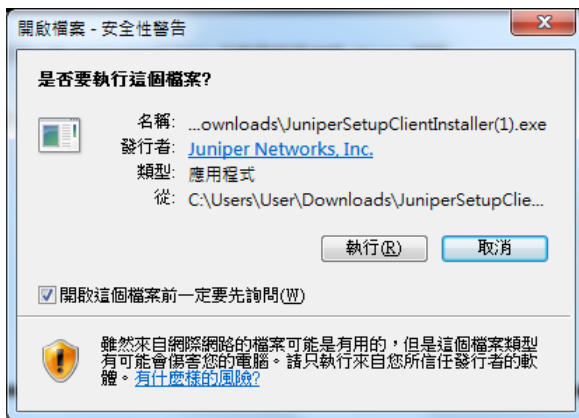 開啟檔案 - 安全性警告
是否要執行這個檔案?
名稱: ...ownloads\JuniperSetupClientInstaller(1).exe
發行者: Juniper Networks, Inc.
類型: 應用程式
從: C:\Users\User\Downloads\JuniperSetupClie...
執行(R) 取消
開啟這個檔案前一定要先詢問(W)
雖然來自網際網路的檔案可能是有用的，但是這個檔案類型
有可能會傷害您的電腦。請只執行來自您所信任發行者的軟
體。有什麼樣的風險?